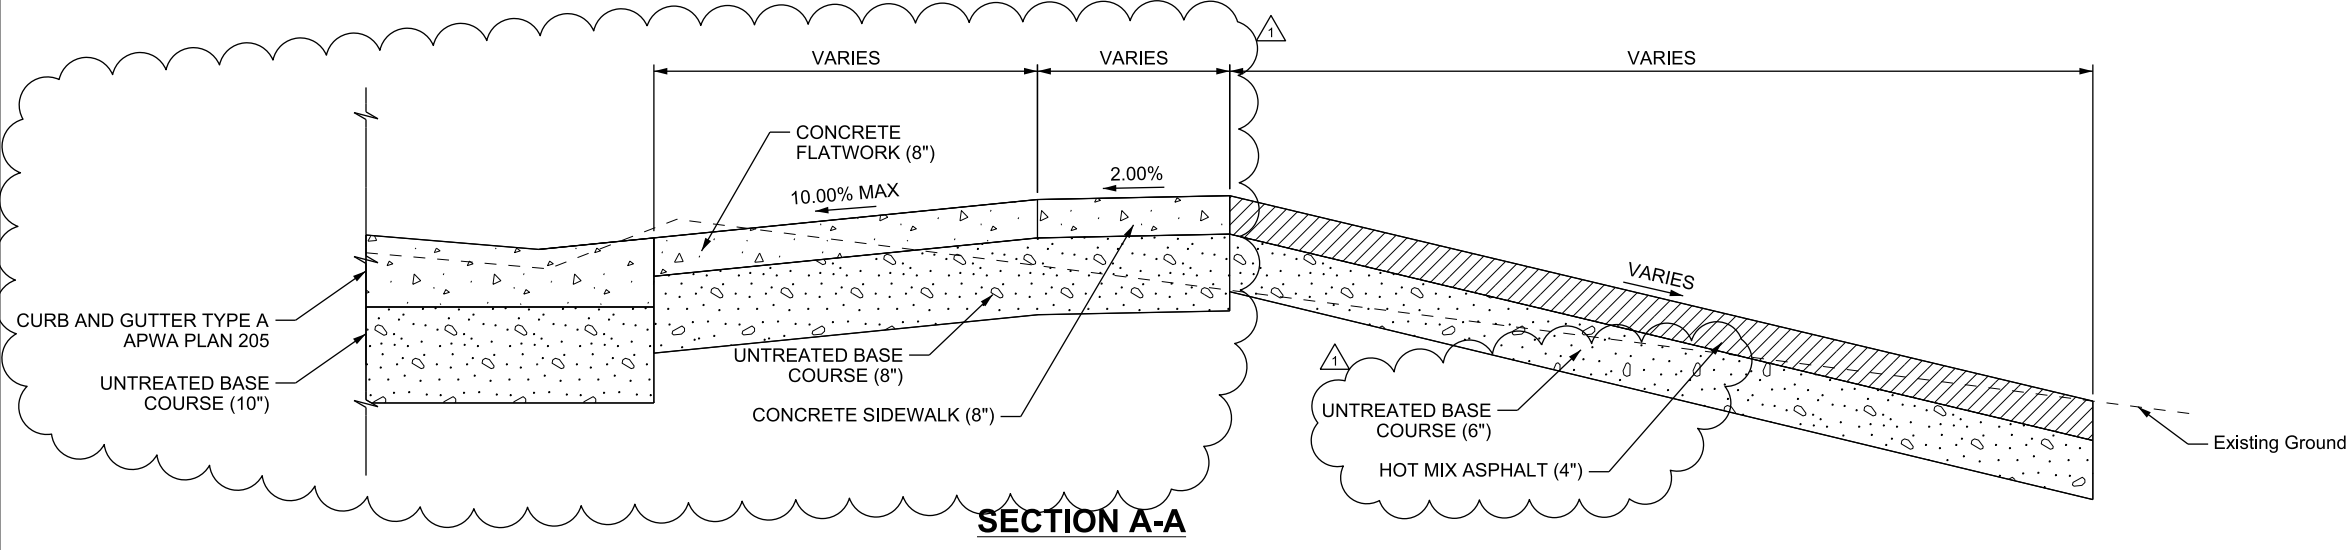 1
VARIES
VARIES
VARIES
CONCRETE
FLATWORK (8")
10.00% MAX
2.00%
VARIES
CURB AND GUTTER TYPE A
APWA PLAN 205
UNTREATED BASE
COURSE (10")
UNTREATED BASE
COURSE (8")
CONCRETE SIDEWALK (8")
1
UNTREATED BASE
COURSE (6")
HOT MIX ASPHALT (4")
Existing Ground
SECTION A-A